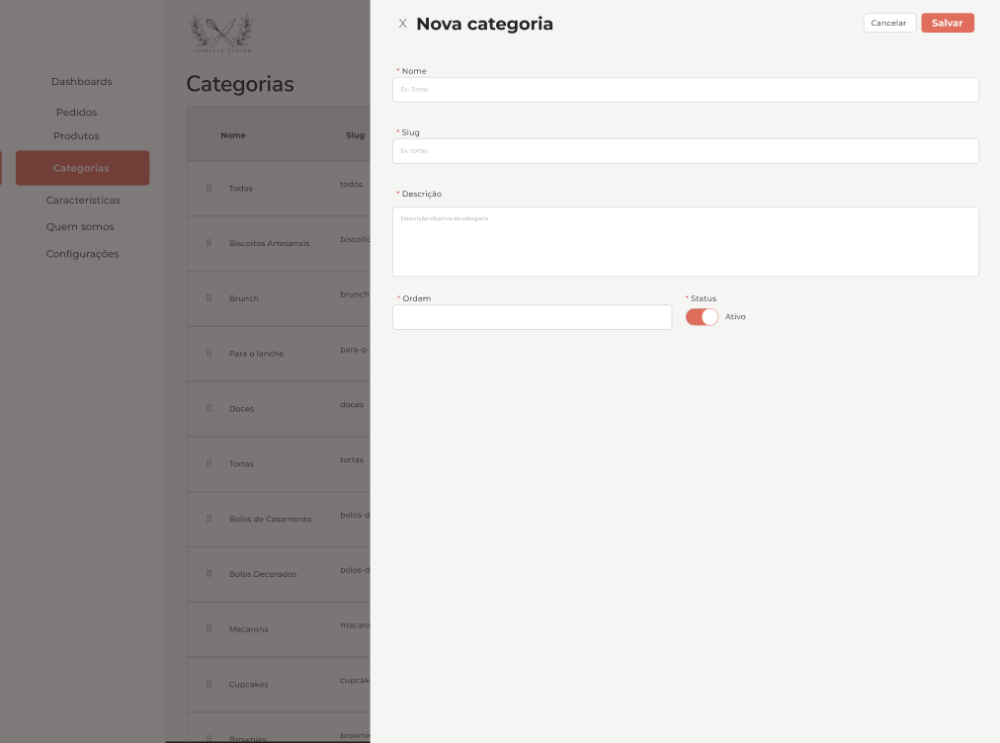 ISABELLA CASTER
Dashboards
Pedidos
Produtos
Categorias
Características
Quem somos
Configurações
Categorias
Nome Slug
Todos todos
Biscoitos Artesanais biscoito
Brunch brunch
Para o lanche para-o-
Doces doces
Tortas tortas
Bolos de Casamento bolos-d
Bolos Decorados bolos-d
Macarons macaro
Cupcakes cupcak
Brownies browni
X Nova categoria
Cancelar Salvar
* Nome
Ex.: Tortas
* Slug
Ex.: tortas
* Descrição
Descrição objetiva da categoria
* Ordem
* Status
Ativo